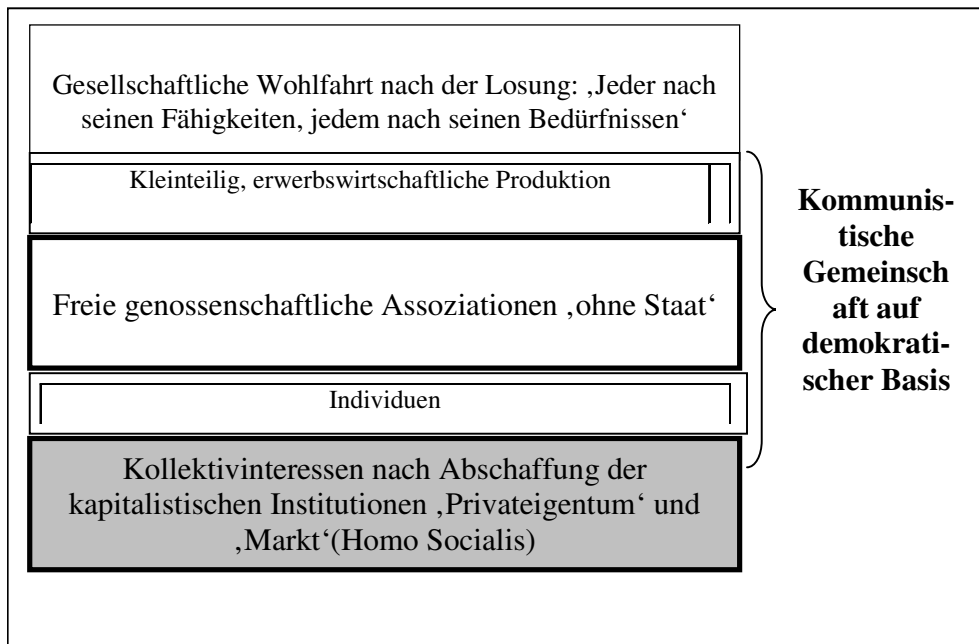 Gesellschaftliche Wohlfahrt nach der Losung: ‚Jeder nach
seinen Fähigkeiten, jedem nach seinen Bedürfnissen‘
Kleinteilig, erwerbswirtschaftliche Produktion
Freie genossenschaftliche Assoziationen ‚ohne Staat‘
Individuen
Kollektivinteressen nach Abschaffung der
kapitalistischen Institutionen ‚Privateigentum‘ und
‚Markt‘(Homo Socialis)
Kommunis-
tische
Gemeinsch
aft auf
demokrati-
scher Basis